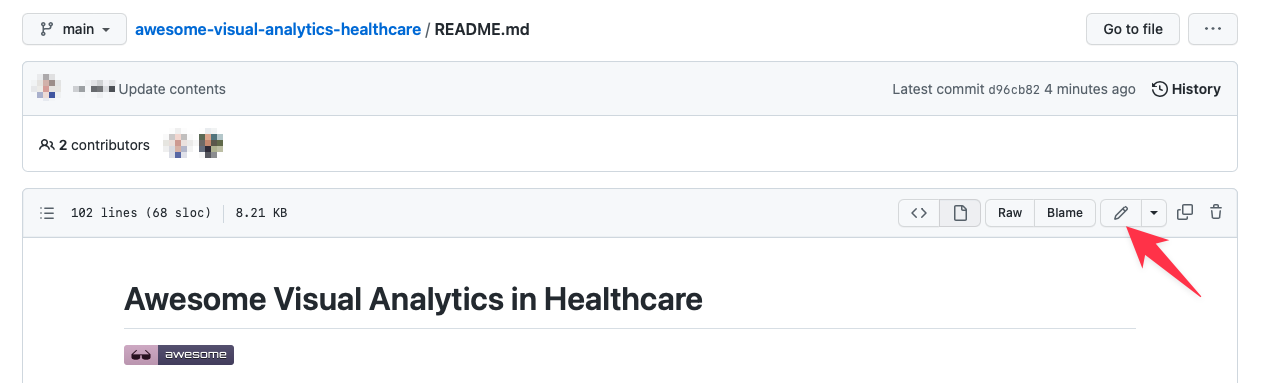 main awesome-visual-analytics-healthcare / README.md Go to file ...
Update contents Latest commit d96cb82 4 minutes ago History
2 contributors
102 lines (68 sloc) 8.21 KB Raw Blame
Awesome Visual Analytics in Healthcare
awesome